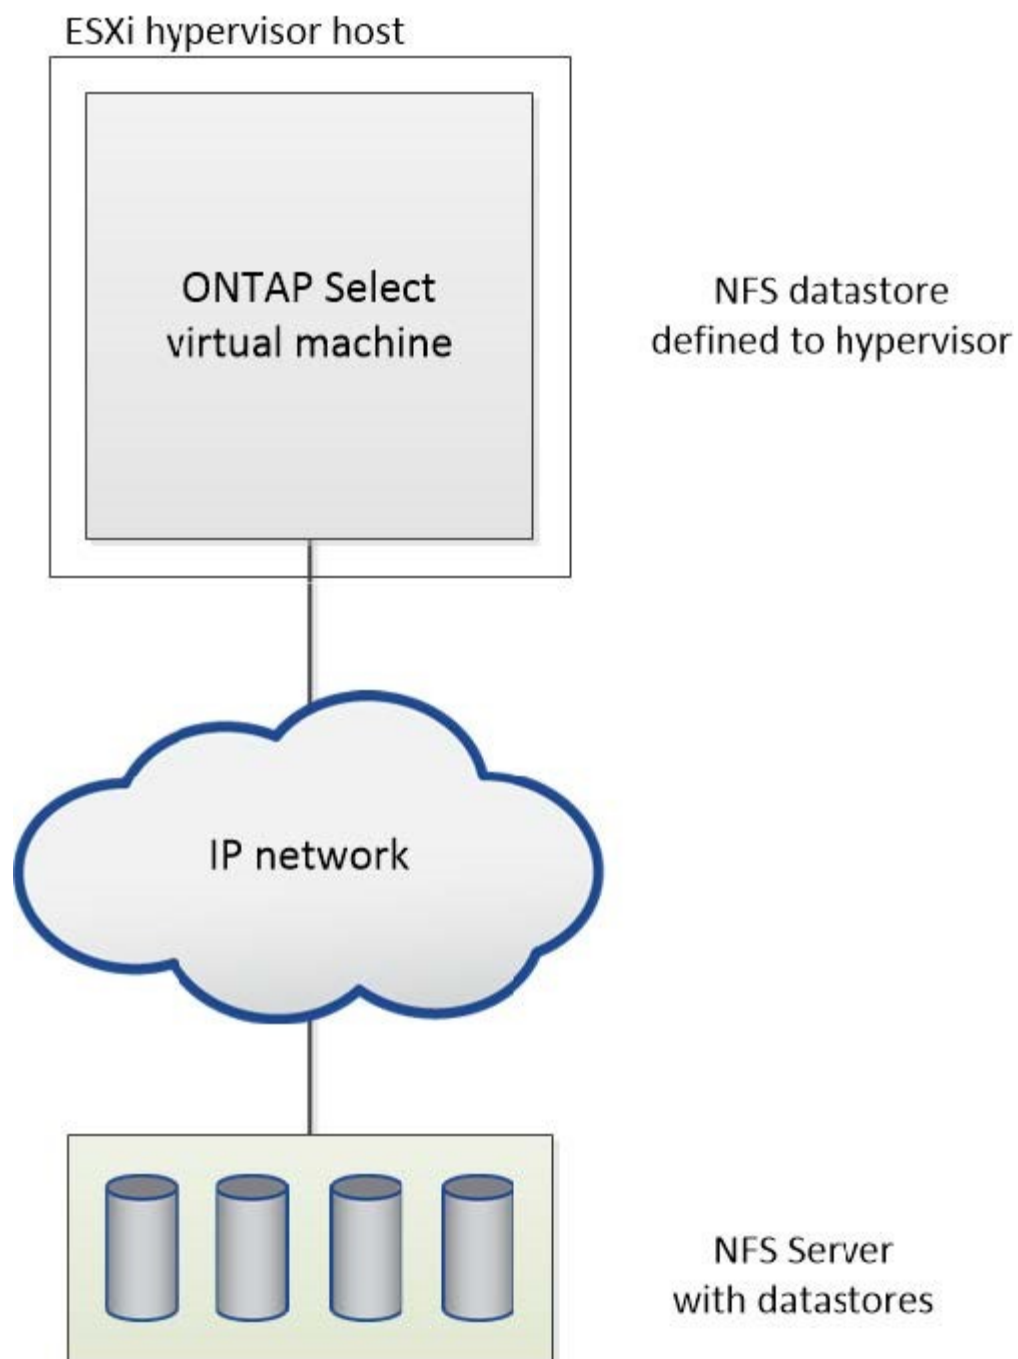 ESXi hypervisor host
ONTAP Select
virtual machine
NFS datastore
defined to hypervisor
IP network
NFS Server
with datastores